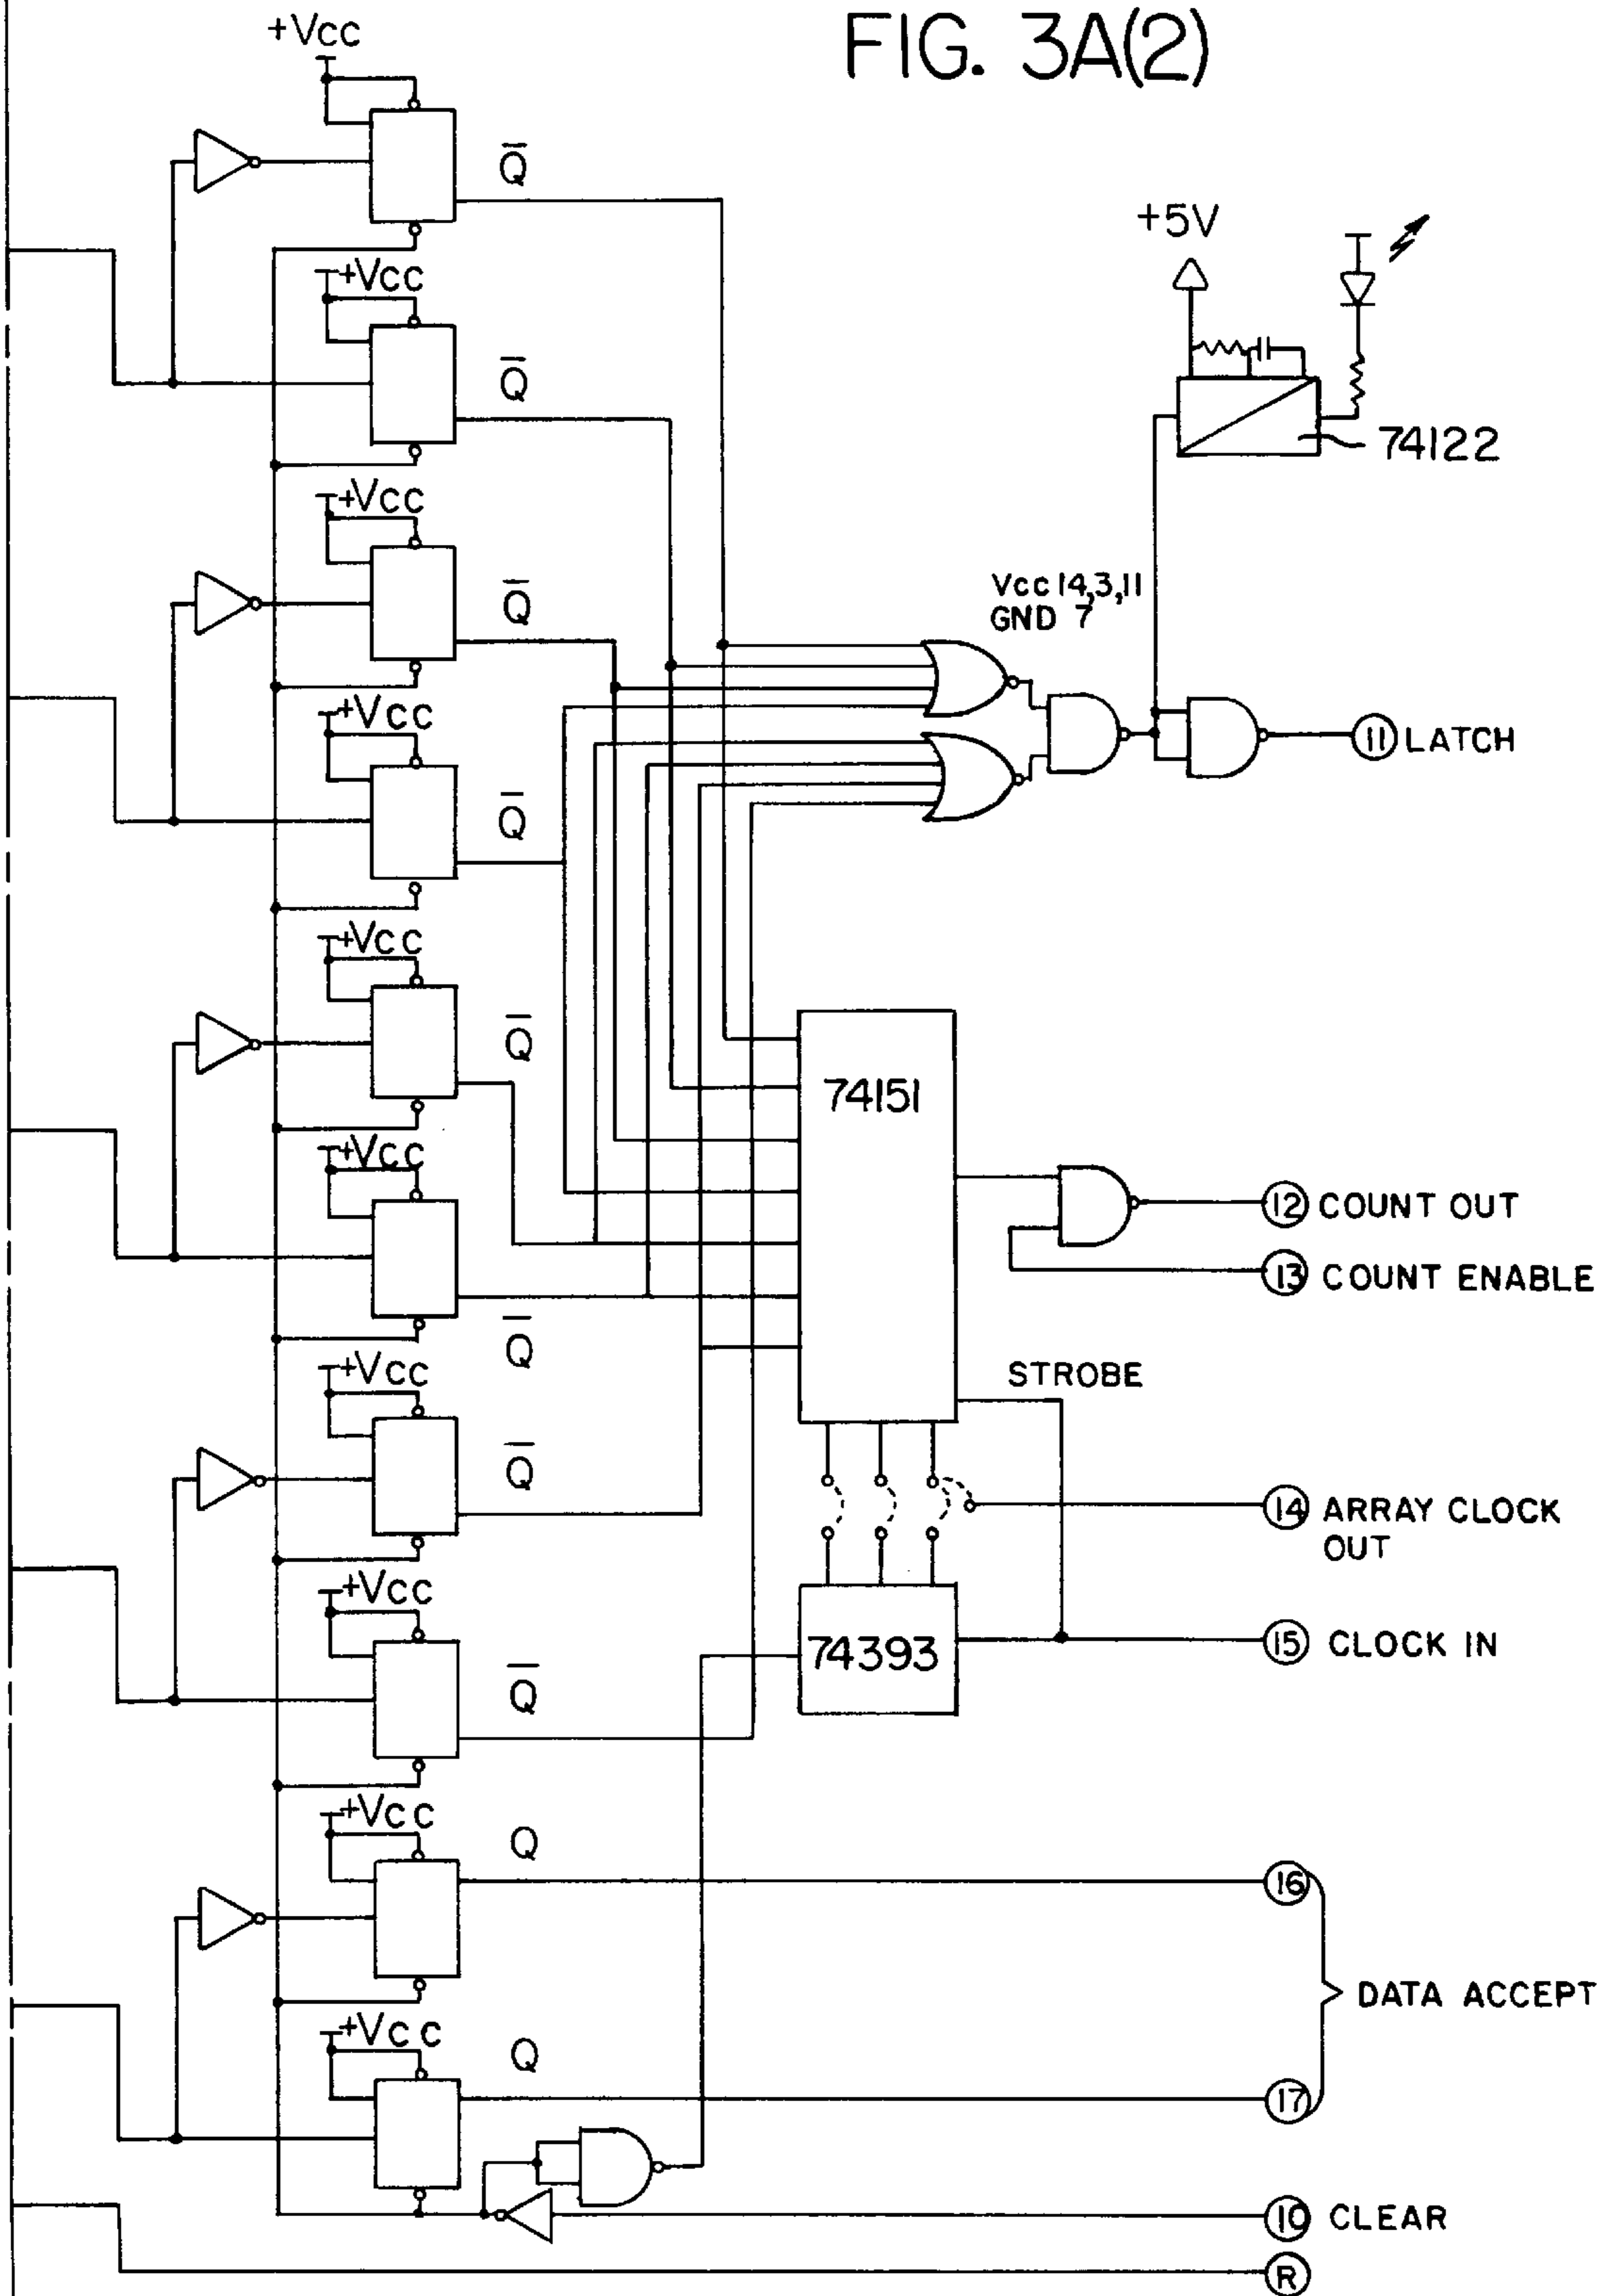 FIG. 3A(2)
+Vcc
Q̅
+5V
+Vcc
Q̅
74122
+Vcc
Q̅
Vcc 14,3,11
GND 7
+Vcc
11 LATCH
Q̅
+Vcc
Q̅
74151
+Vcc
12 COUNT OUT
13 COUNT ENABLE
Q̅
+Vcc
STROBE
Q̅
14 ARRAY CLOCK
OUT
+Vcc
74393
15 CLOCK IN
Q̅
+Vcc
Q
16
DATA ACCEPT
+Vcc
Q
17
10 CLEAR
R